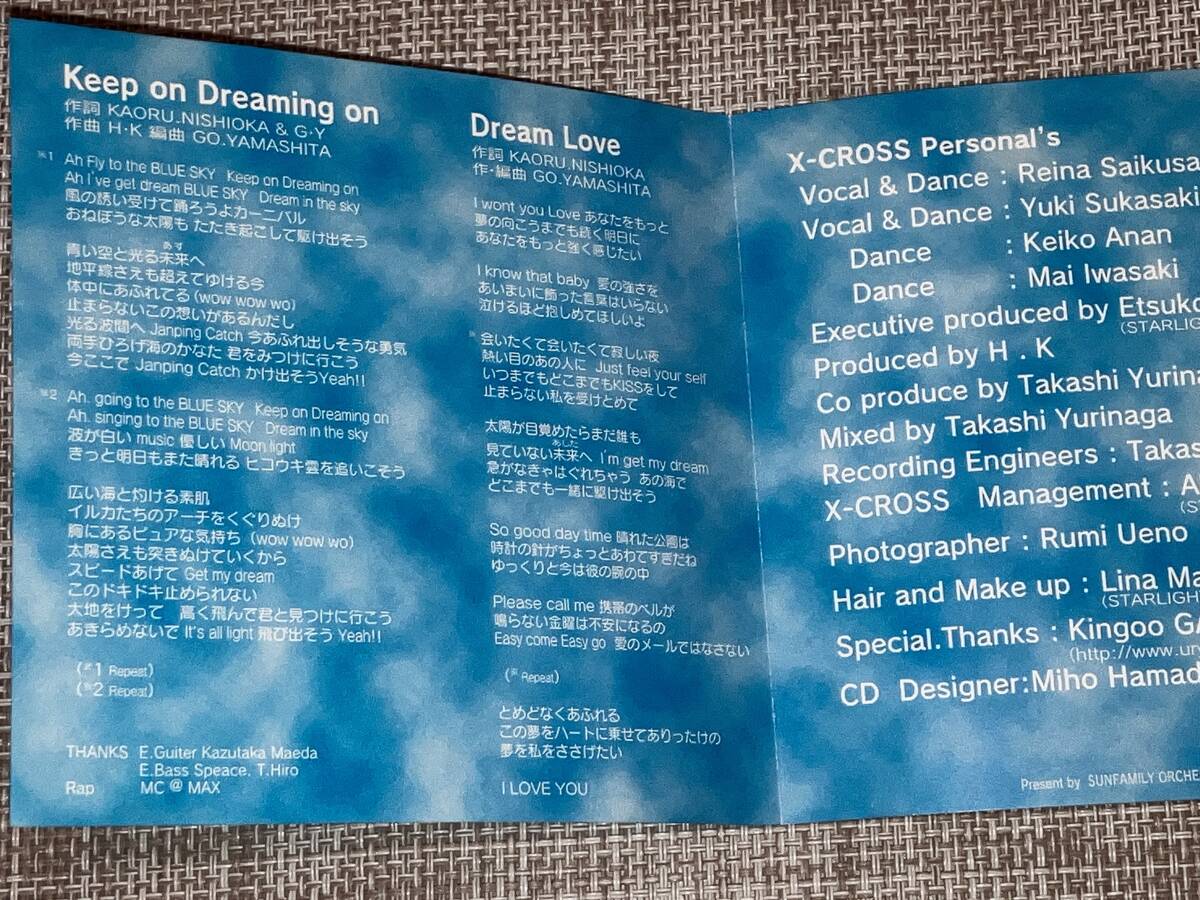 Keep on Dreaming on
作詞 KAORU.NISHIOKA & G・Y
作曲 H・K 編曲 GO.YAMASHITA
※1 Ah Fly to the BLUE SKY Keep on Dreaming on
Ah I've get dream BLUE SKY Dream in the sky
風の誘い受けて踊ろうよカーニバル
おねぼうな太陽も たたき起こして駆け出そう
あす
青い空と光る未来へ
地平線さえも超えてゆける今
体中にあふれてる (wow wow wo)
止まらないこの想いがあるんだし
光る波間へ Janping Catch 今あふれ出しそうな勇気
両手ひろげ海のかなた 君をみつけに行こう
今ここで Janping Catch かけ出そうYeah!!
※2 Ah. going to the BLUE SKY Keep on Dreaming on
Ah. singing to the BLUE SKY Dream in the sky
波が白い music 優しい Moon light
きっと明日もまた晴れる ヒコウキ雲を追いこそう
広い海と灼ける素肌
イルカたちのアーチをくぐりぬけ
胸にあるピュアな気持ち (wow wow wo)
太陽さえも突きぬけていくから
スピードあげて Get my dream
このドキドキ止められない
大地をけって 高く飛んで君と見つけに行こう
あきらめないで It's all light 飛び出そう Yeah!!
(※1 Repeat)
(※2 Repeat)
THANKS E.Guiter Kazutaka Maeda
E.Bass Speace. T.Hiro
Rap MC @ MAX
Dream Love
作詞 KAORU.NISHIOKA
作・編曲 GO.YAMASHITA
I wont you Love あなたをもっと
夢の向こうまでも続く明日に
あなたをもっと強く感じたい
I know that baby 愛の強さを
あいまいに飾った言葉はいらない
泣けるほど抱しめてほしいよ
※ 会いたくて会いたくて寂しい夜
熱い目のあの人に Just feel your self
いつまでもどこまでもKISSをして
止まらない私を受けとめて
太陽が目覚めたらまだ誰も
あした
見ていない未来へ I'm get my dream
急がなきゃはぐれちゃう あの海で
どこまでも一緒に駆け出そう
So good day time 晴れた公園は
時計の針がちょっとあわてすぎたね
ゆっくりと今は彼の腕の中
Please call me 携帯のベルが
鳴らない金曜は不安になるの
Easy come Easy go 愛のメールではなさない
(※ Repeat)
とめどなくあふれる
この夢をハートに乗せてありったけの
夢を私をささげたい
I LOVE YOU
X-CROSS Personal's
Vocal & Dance : Reina Saikusa
Vocal & Dance : Yuki Sukasaki
Dance : Keiko Anan
Dance : Mai Iwasaki
Executive produced by Etsuko
(STARLIG
Produced by H . K
Co produce by Takashi Yurina
Mixed by Takashi Yurinaga
Recording Engineers : Takas
X-CROSS Management : A
(S
Photographer : Rumi Ueno
Hair and Make up : Lina Ma
(STARLIGHT
Special.Thanks : Kingoo GA
(http://www.ury
CD Designer:Miho Hamad
Present by SUNFAMILY ORCHE